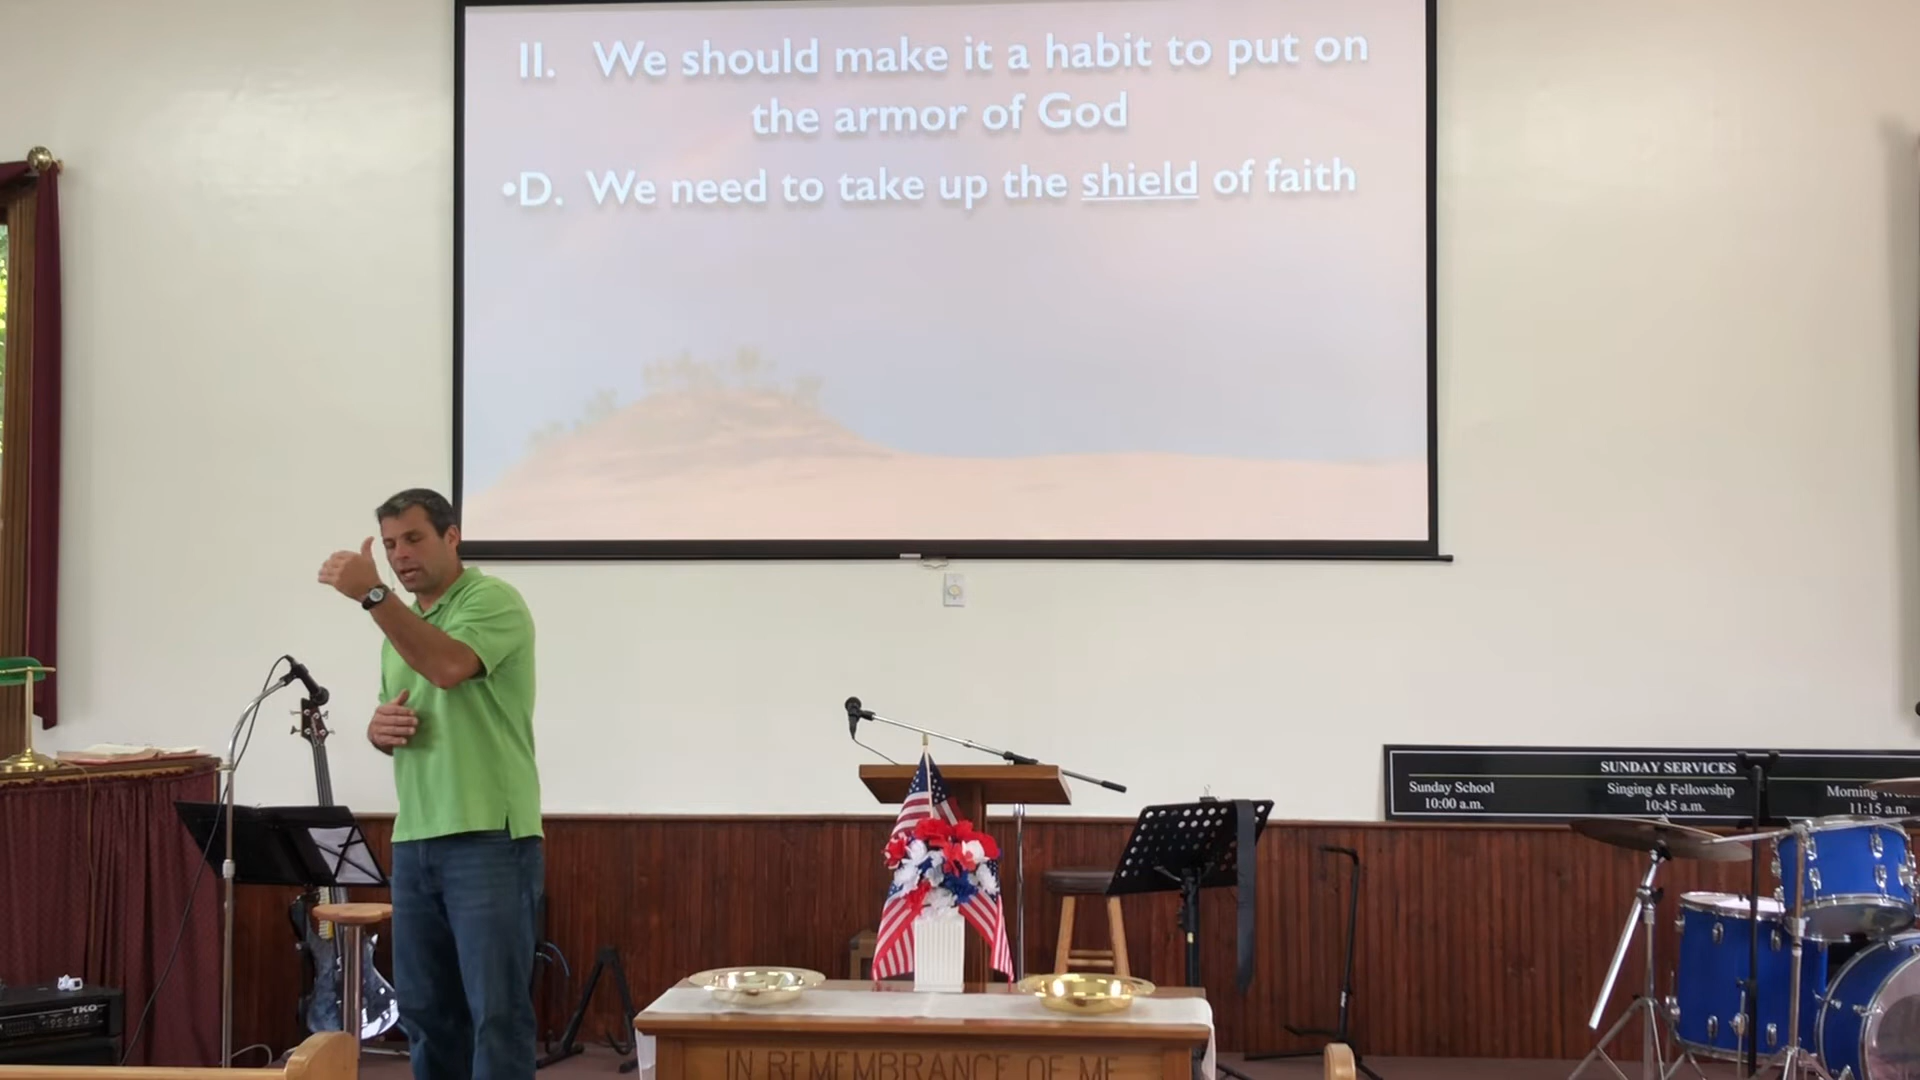 II. We should make it a habit to put on
the armor of God
•D. We need to take up the shield of faith
SUNDAY SERVICES
Sunday School
10:00 a.m.
Singing & Fellowship
10:45 a.m.
Morning
11:15 a.m.
TKO
IN REMEMBRANCE OF ME